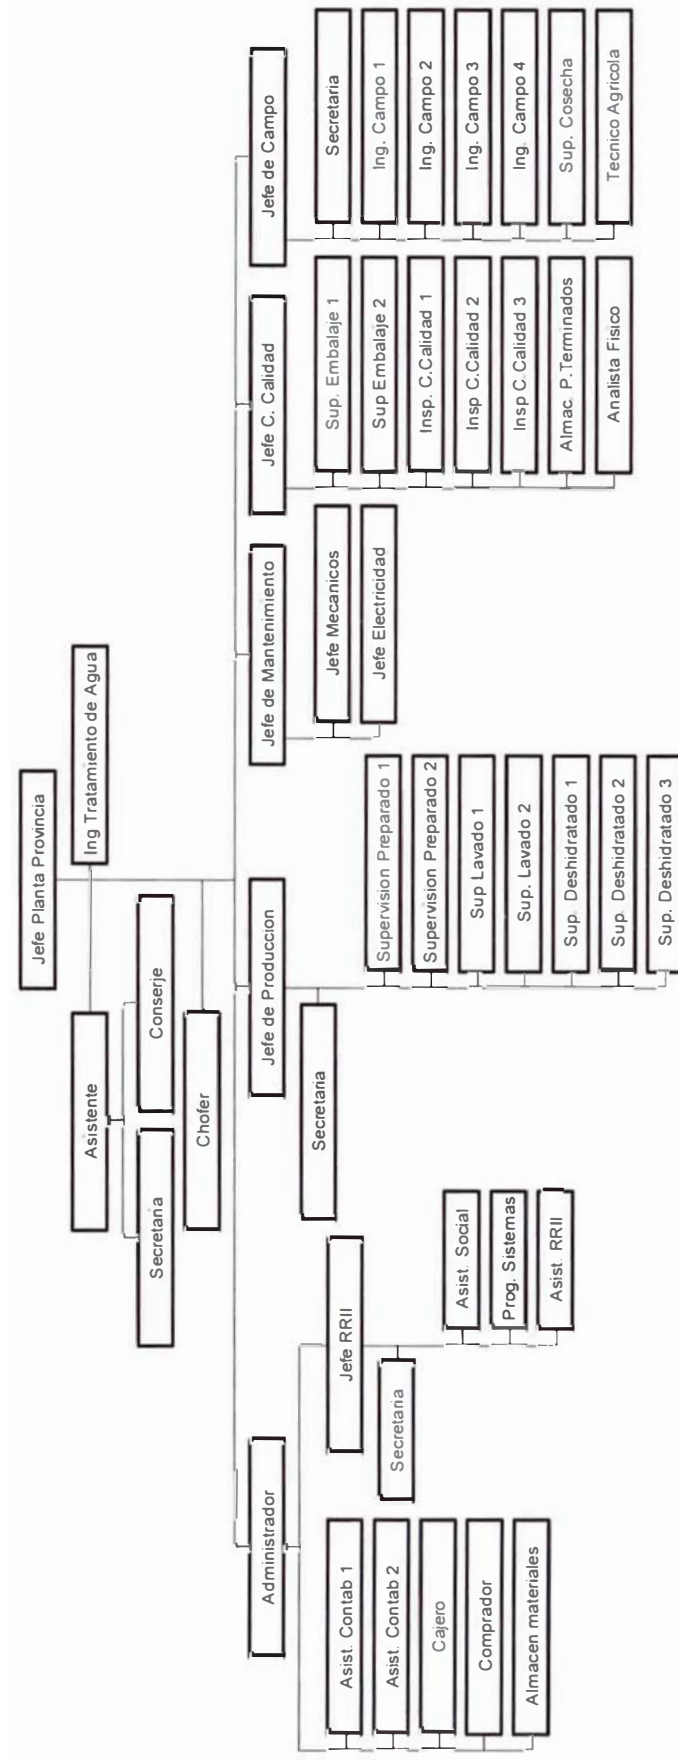 Jefe Planta Provincia
Asistente
Ing Tratamiento de Agua
Secretaria
Conserje
Chofer
Administrador
Jefe de Produccion
Jefe de Mantenimiento
Jefe C. Calidad
Jefe de Campo
Asist. Contab 1
Asist. Contab 2
Cajero
Comprador
Almacen materiales
Jefe RRII
Secretaria
Asist. Social
Prog. Sistemas
Asist. RRII
Secretaria
Supervision Preparado 1
Supervision Preparado 2
Sup Lavado 1
Sup. Lavado 2
Sup. Deshidratado 1
Sup. Deshidratado 2
Sup. Deshidratado 3
Jefe Mecanicos
Jefe Electricidad
Sup. Embalaje 1
Sup Embalaje 2
Insp. C.Calidad 1
Insp C.Calidad 2
Insp C.Calidad 3
Almac. P.Terminados
Analista Fisico
Secretaria
Ing. Campo 1
Ing. Campo 2
Ing. Campo 3
Ing. Campo 4
Sup. Cosecha
Tecnico Agricola